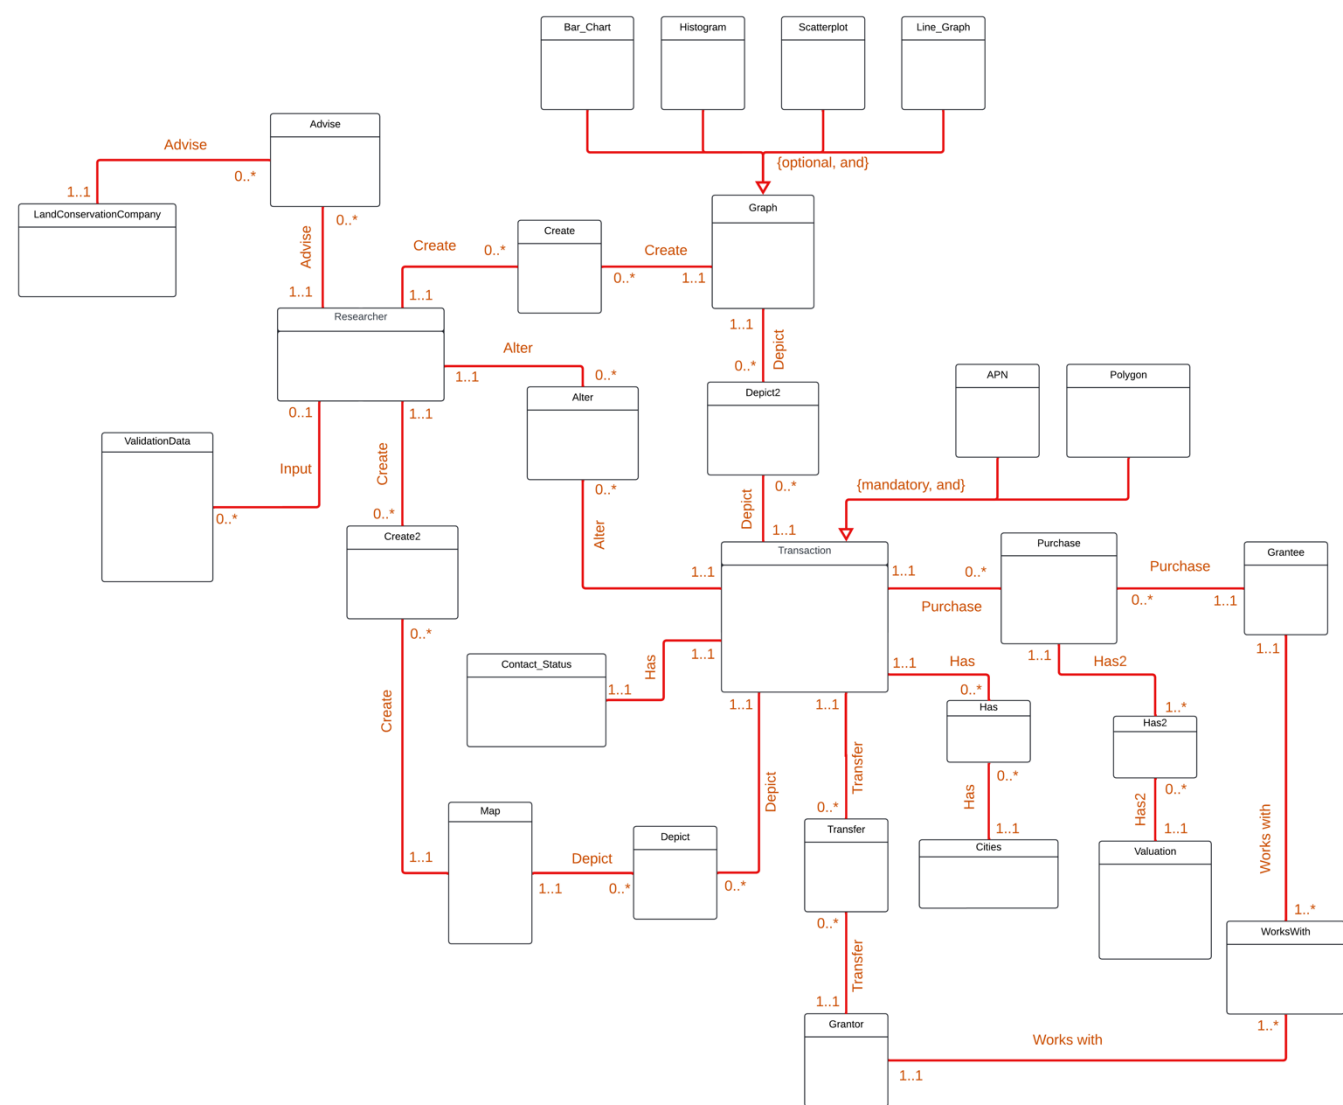 Bar_Chart
Histogram
Scatterplot
Line_Graph
{optional, and}
Advise
Advise
0..*
1..1
LandConservationCompany
0..*
Advise
1..1
Graph
Create
Create
0..*
1..1
Create
0..*
1..1
Researcher
1..1
Depict
0..*
Depict2
0..*
Depict
1..1
Alter
1..1
0..*
Alter
0..*
Alter
1..1
APN
Polygon
{mandatory, and}
0..1
Input
0..*
ValidationData
1..1
Create
0..*
Create2
0..*
Create
1..1
Transaction
1..1
Purchase
0..*
Purchase
0..*
Purchase
1..1
Grantee
1..1
Works with
1..*
WorksWith
1..*
Works with
1..1
Contact_Status
1..1
Has
1..1
1..1
Has
0..*
Has
0..*
Has
1..1
Cities
1..1
Has2
1..*
Has2
0..*
Has2
1..1
Valuation
1..1
Depict
0..*
Depict
0..*
Depict
1..1
Map
1..1
Transfer
0..*
Transfer
0..*
Transfer
1..1
Grantor